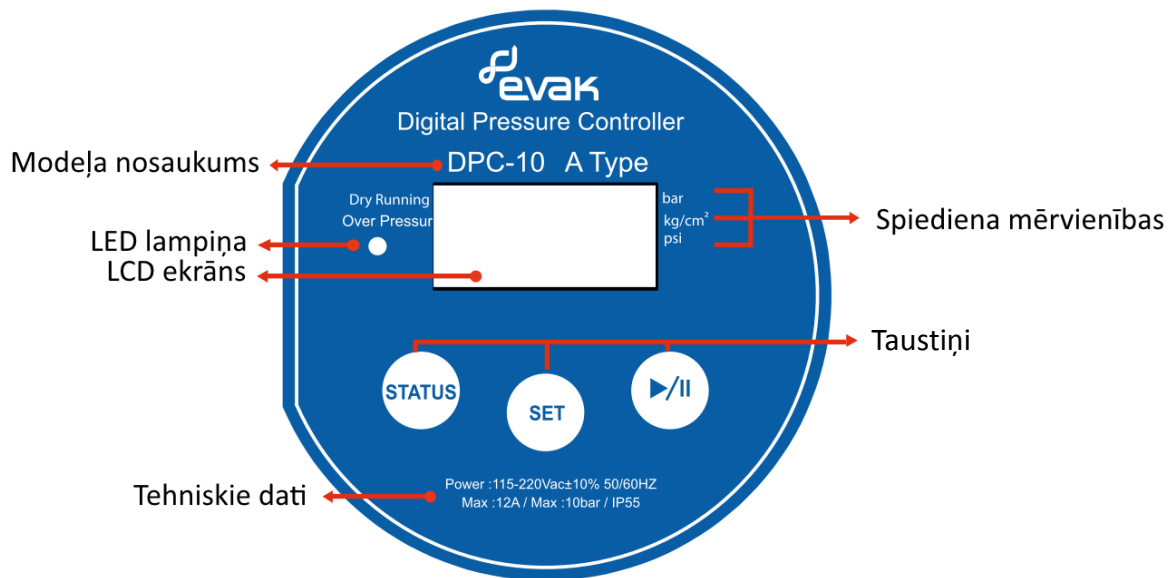 evak
Digital Pressure Controller
Modeļa nosaukums
DPC-10 A Type
Dry Running
Over Pressur
bar
kg/cm²
psi
Spiediena mērvienības
LED lampiņa
LCD ekrāns
Taustiņi
STATUS
SET
▶/II
Tehniskie dati
Power :115-220Vac±10% 50/60HZ
Max :12A / Max :10bar / IP55